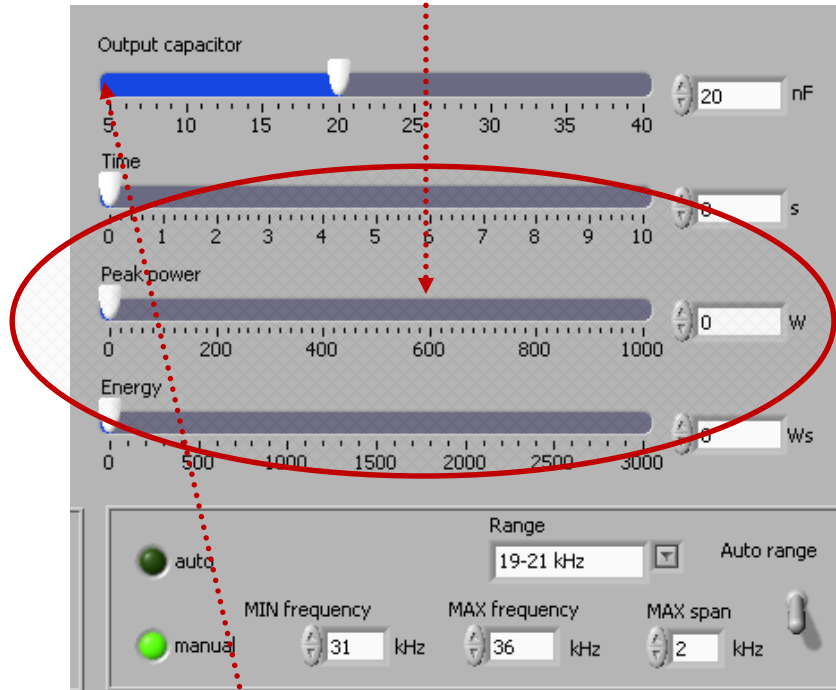 Output capacitor
20 nF
5 10 15 20 25 30 35 40
Time
0 s
0 1 2 3 4 5 6 7 8 9 10
Peak power
0 W
0 200 400 600 800 1000
Energy
0 Ws
0 500 1000 1500 2000 2500 3000
Range
auto 19-21 kHz Auto range
MIN frequency MAX frequency MAX span
manual 31 kHz 36 kHz 2 kHz